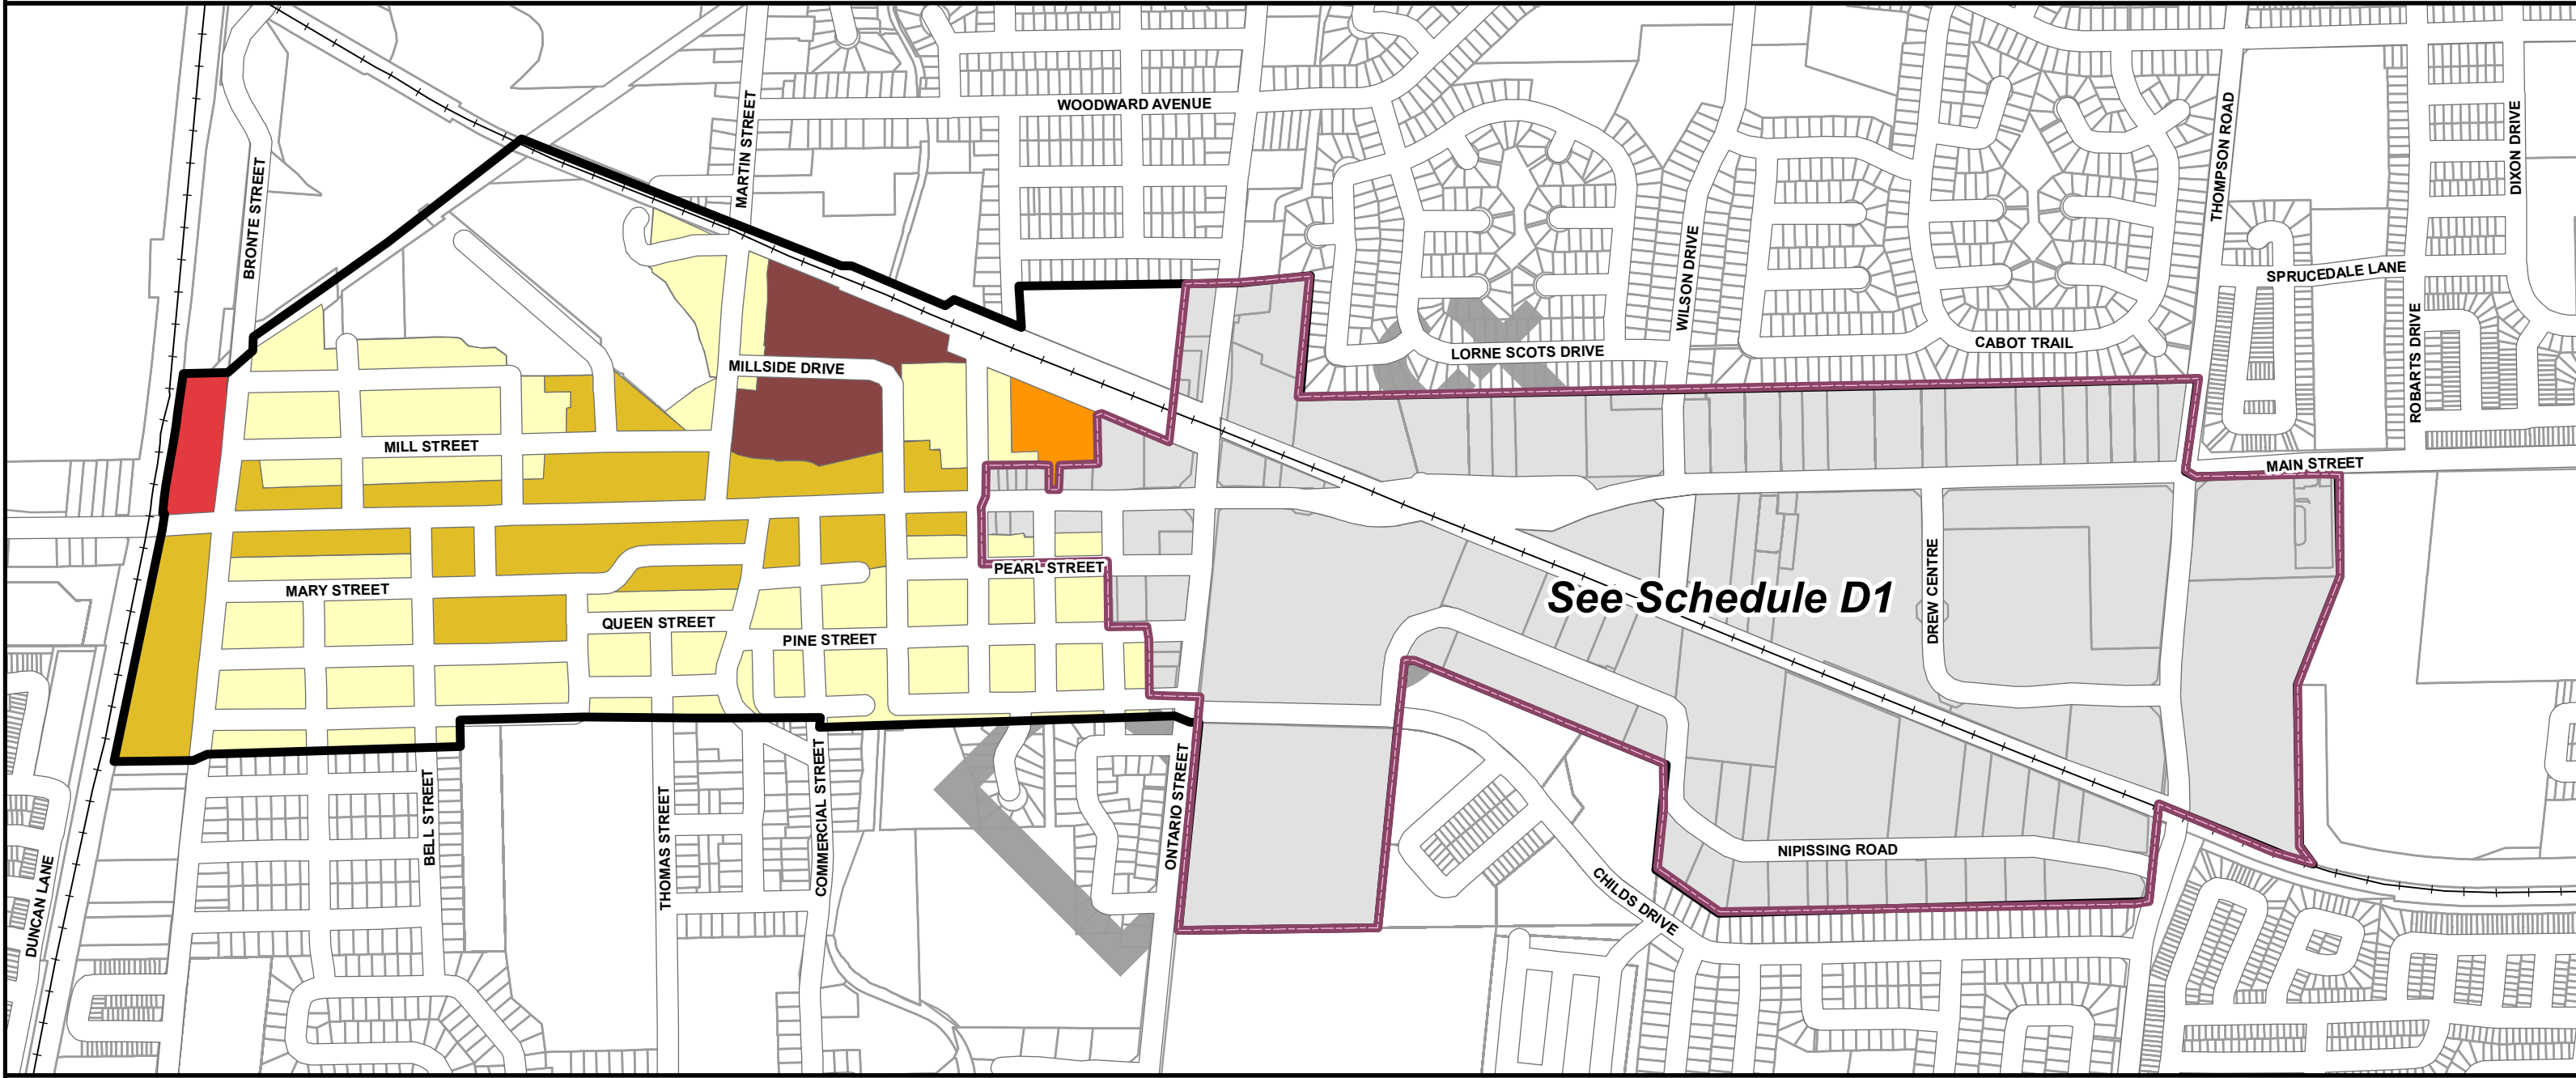 WOODWARD AVENUE
MARTIN STREET
THOMPSON ROAD
DIXON DRIVE
BRONTE STREET
WILSON DRIVE
SPRUCEDALE LANE
ROBARTS DRIVE
CABOT TRAIL
LORNE SCOTS DRIVE
MILLSIDE DRIVE
MILL STREET
MAIN STREET
PEARL STREET
DREW CENTRE
MARY STREET
See Schedule D1
QUEEN STREET
PINE STREET
BELL STREET
THOMAS STREET
COMMERCIAL STREET
ONTARIO STREET
NIPISSING ROAD
CHILDS DRIVE
DUNCAN LANE